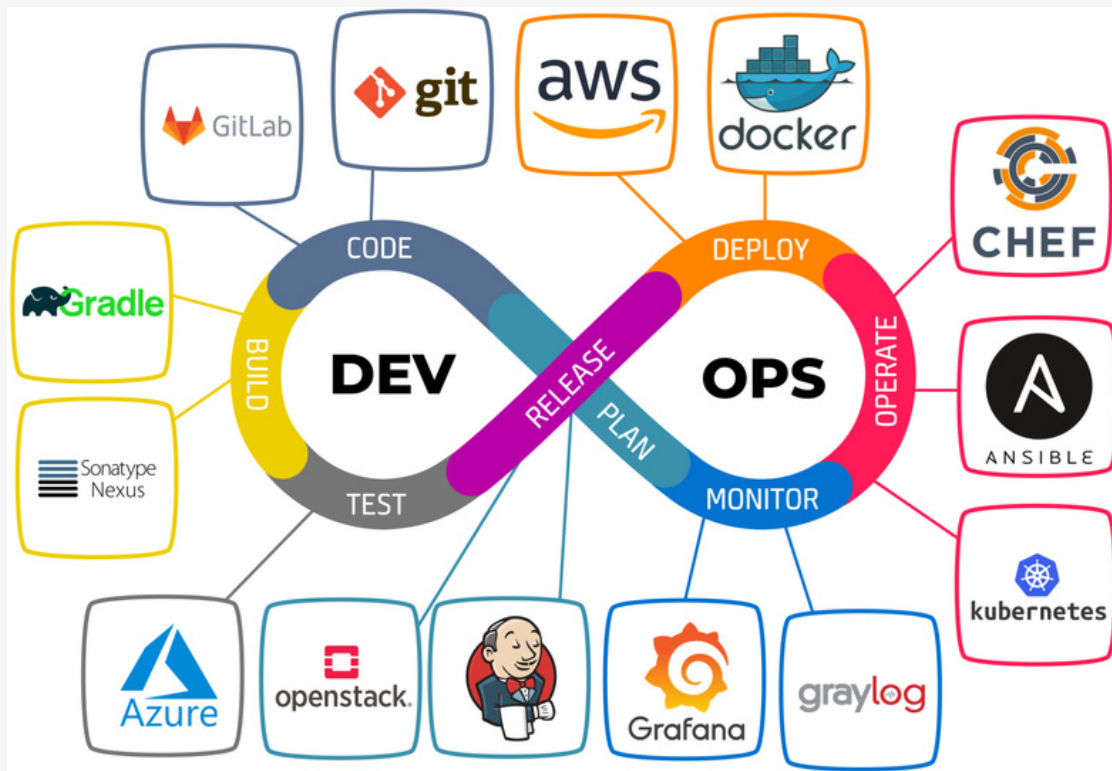 GitLab
git
aws
docker
CHEF
CODE
DEPLOY
Gradle
BUILD
DEV
RELEASE
PLAN
OPS
OPERATE
ANSIBLE
Sonatype
Nexus
TEST
MONITOR
kubernetes
Azure
openstack.
Grafana
graylog